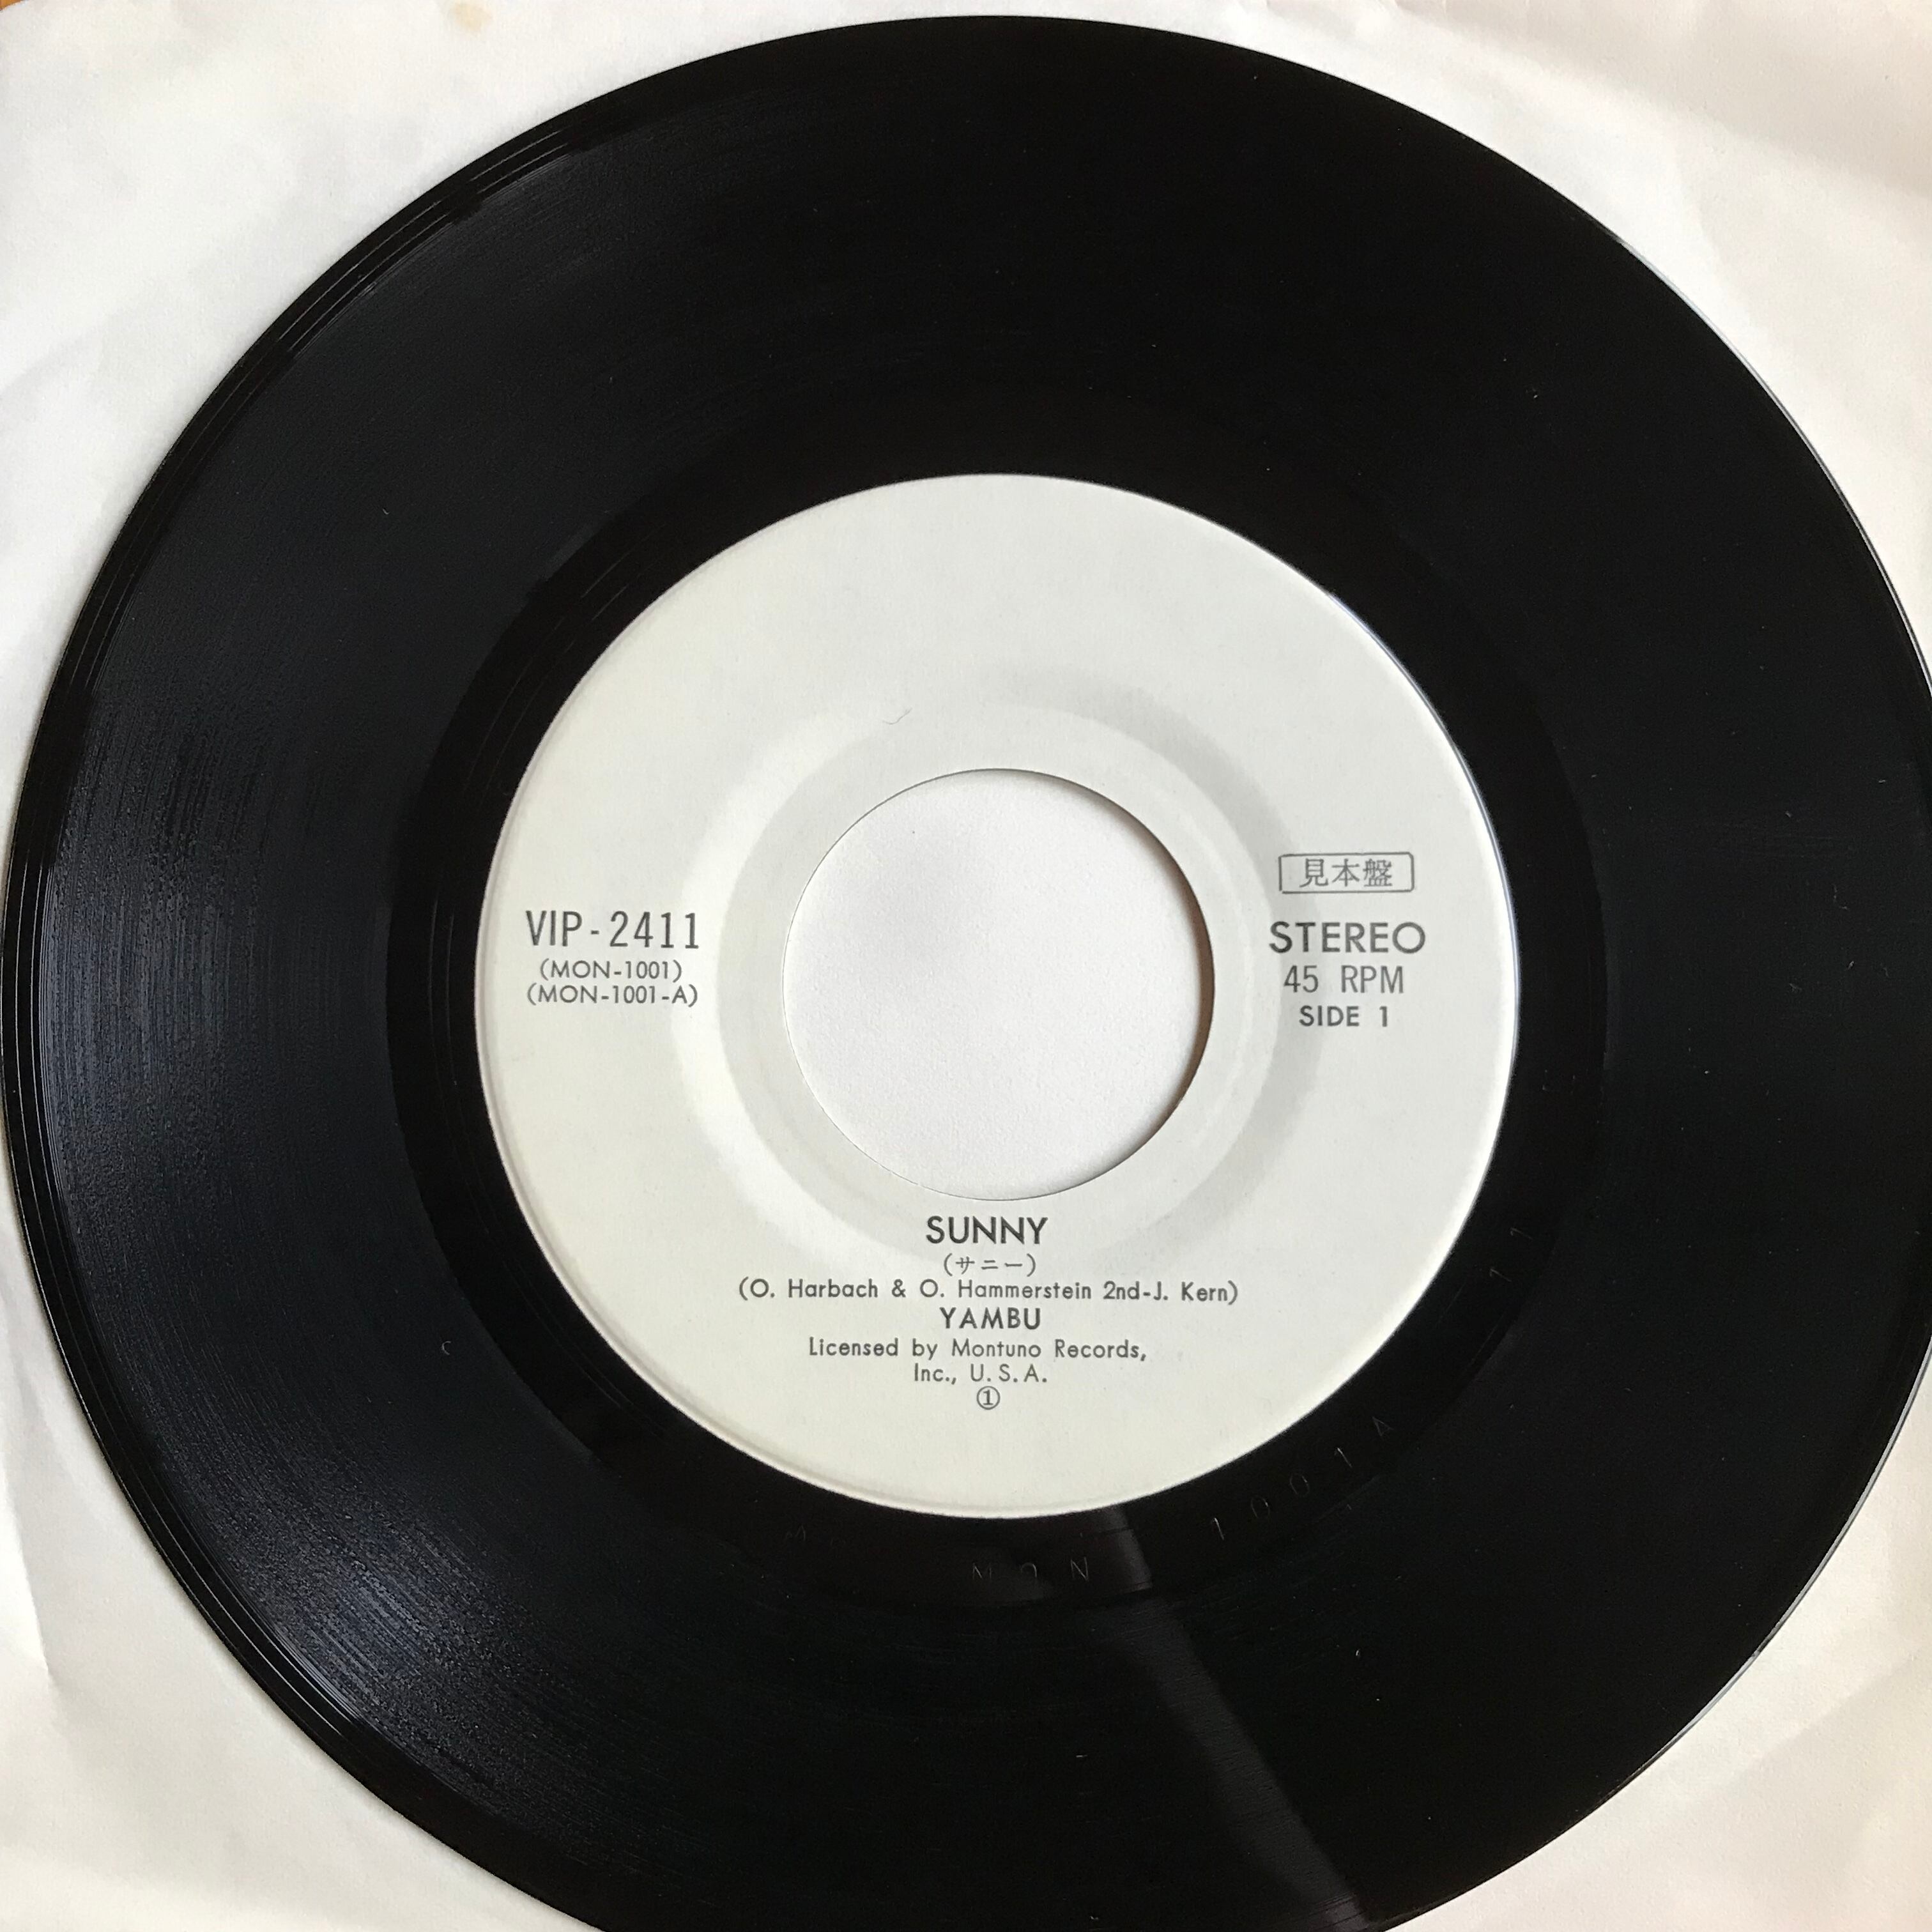 VIP-2411
(MON-1001)
(MON-1001-A)
見本盤
STEREO
45 RPM
SIDE 1
SUNNY
(サニー)
(O. Harbach & O. Hammerstein 2nd-J. Kern)
YAMBU
Licensed by Montuno Records,
Inc., U.S.A.
①
MON 1001A